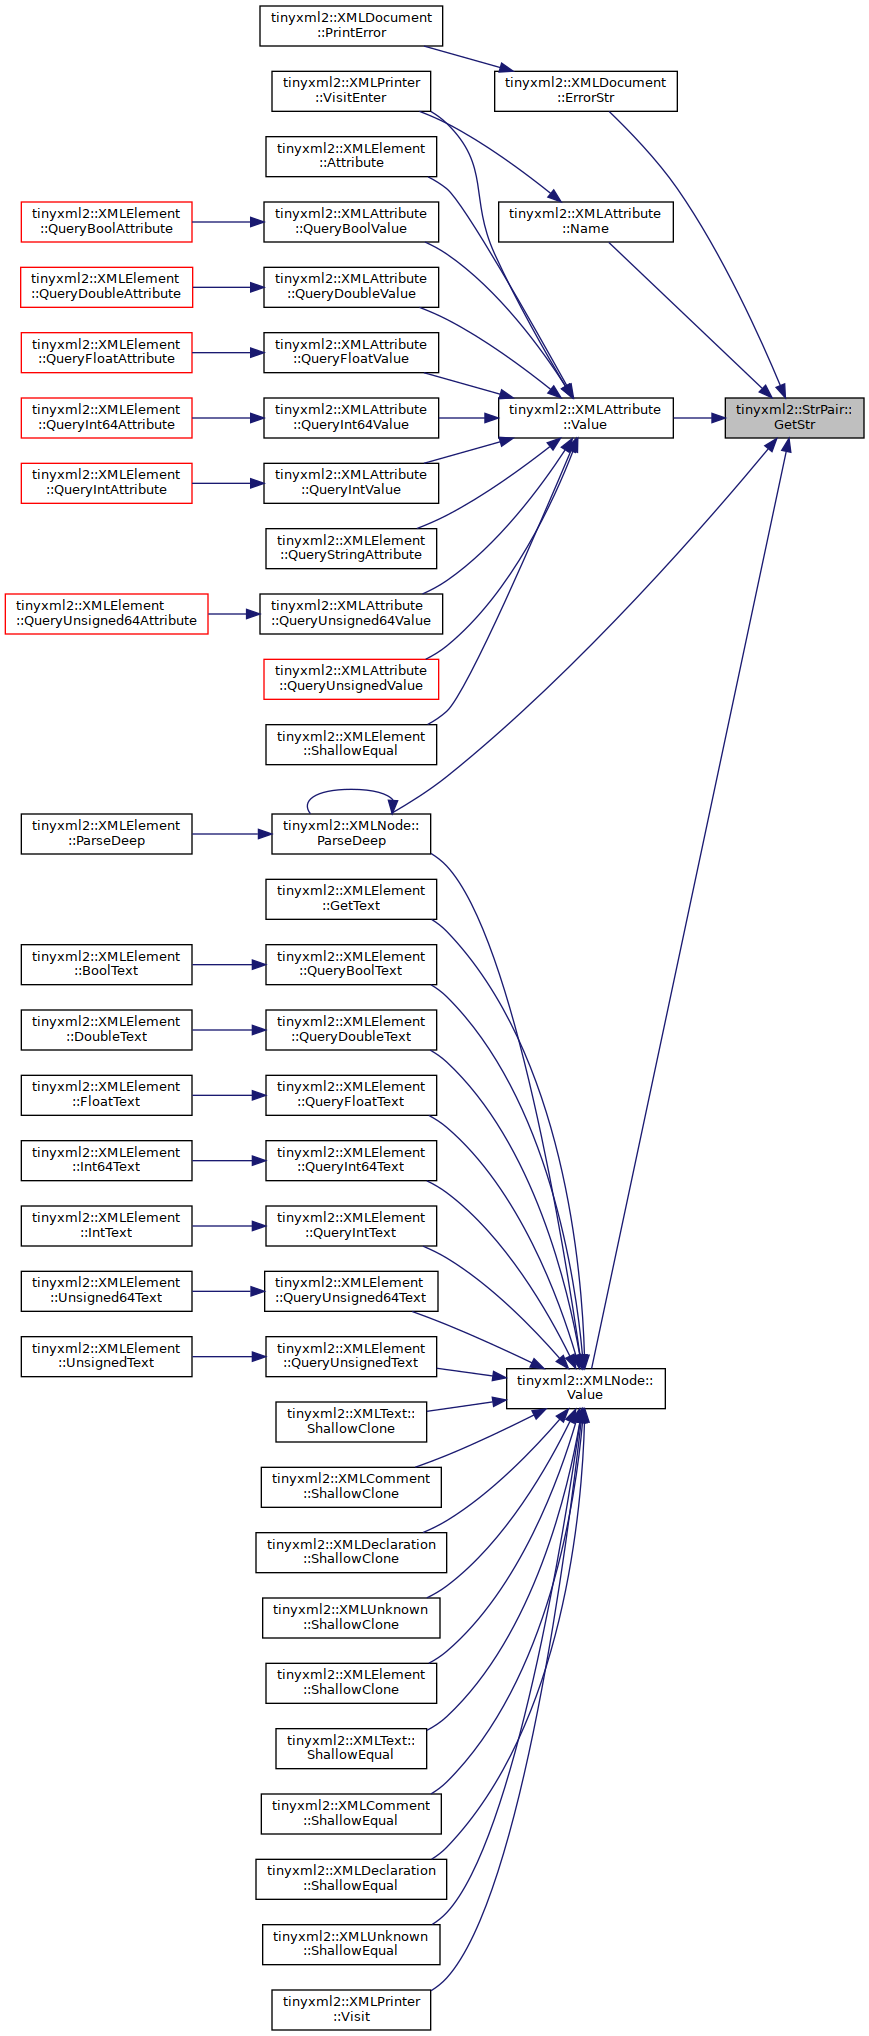 tinyxml2::XMLDocument
::PrintError
tinyxml2::XMLPrinter
::VisitEnter
tinyxml2::XMLDocument
::ErrorStr
tinyxml2::XMLElement
::Attribute
tinyxml2::XMLElement
::QueryBoolAttribute
tinyxml2::XMLAttribute
::QueryBoolValue
tinyxml2::XMLAttribute
::Name
tinyxml2::XMLElement
::QueryDoubleAttribute
tinyxml2::XMLAttribute
::QueryDoubleValue
tinyxml2::XMLElement
::QueryFloatAttribute
tinyxml2::XMLAttribute
::QueryFloatValue
tinyxml2::XMLElement
::QueryInt64Attribute
tinyxml2::XMLAttribute
::QueryInt64Value
tinyxml2::XMLAttribute
::Value
tinyxml2::StrPair::
GetStr
tinyxml2::XMLElement
::QueryIntAttribute
tinyxml2::XMLAttribute
::QueryIntValue
tinyxml2::XMLElement
::QueryStringAttribute
tinyxml2::XMLElement
::QueryUnsigned64Attribute
tinyxml2::XMLAttribute
::QueryUnsigned64Value
tinyxml2::XMLAttribute
::QueryUnsignedValue
tinyxml2::XMLElement
::ShallowEqual
tinyxml2::XMLElement
::ParseDeep
tinyxml2::XMLNode::
ParseDeep
tinyxml2::XMLElement
::GetText
tinyxml2::XMLElement
::BoolText
tinyxml2::XMLElement
::QueryBoolText
tinyxml2::XMLElement
::DoubleText
tinyxml2::XMLElement
::QueryDoubleText
tinyxml2::XMLElement
::FloatText
tinyxml2::XMLElement
::QueryFloatText
tinyxml2::XMLElement
::Int64Text
tinyxml2::XMLElement
::QueryInt64Text
tinyxml2::XMLElement
::IntText
tinyxml2::XMLElement
::QueryIntText
tinyxml2::XMLElement
::Unsigned64Text
tinyxml2::XMLElement
::QueryUnsigned64Text
tinyxml2::XMLElement
::UnsignedText
tinyxml2::XMLElement
::QueryUnsignedText
tinyxml2::XMLNode::
Value
tinyxml2::XMLText::
ShallowClone
tinyxml2::XMLComment
::ShallowClone
tinyxml2::XMLDeclaration
::ShallowClone
tinyxml2::XMLUnknown
::ShallowClone
tinyxml2::XMLElement
::ShallowClone
tinyxml2::XMLText::
ShallowEqual
tinyxml2::XMLComment
::ShallowEqual
tinyxml2::XMLDeclaration
::ShallowEqual
tinyxml2::XMLUnknown
::ShallowEqual
tinyxml2::XMLPrinter
::Visit